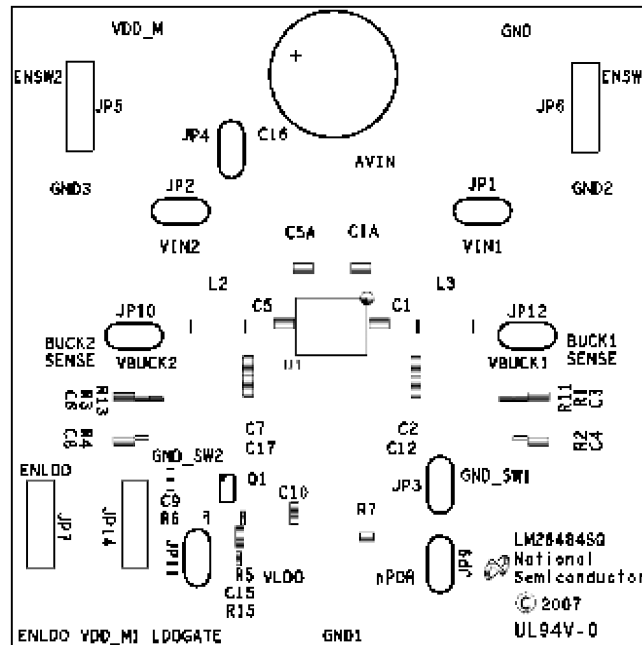 VDD_M
GND
ENSW2
ENSW
JP5
JP6
JP4
C16
AVIN
GND3
GND2
JP2
JP1
VIN2
VIN1
C5A
C1A
L2
L3
JP10
C5
C1
JP12
BUCK2
SENSE
VBUCK2
U1
VBUCK1
BUCK1
SENSE
R13
R3
C6
R11
R1
C3
C7
C17
C2
C12
R4
C8
R2
C4
ENLDO
GND_SW2
GND_SW1
JP7
JP14
C9
R6
Q1
C10
R7
JP3
JP9
R5
C15
R15
VLDO
nPOR
LM26484SQ
National
Semiconductor
© 2007
UL94V-0
ENLDO
VDD_M1
LDOGATE
GND1